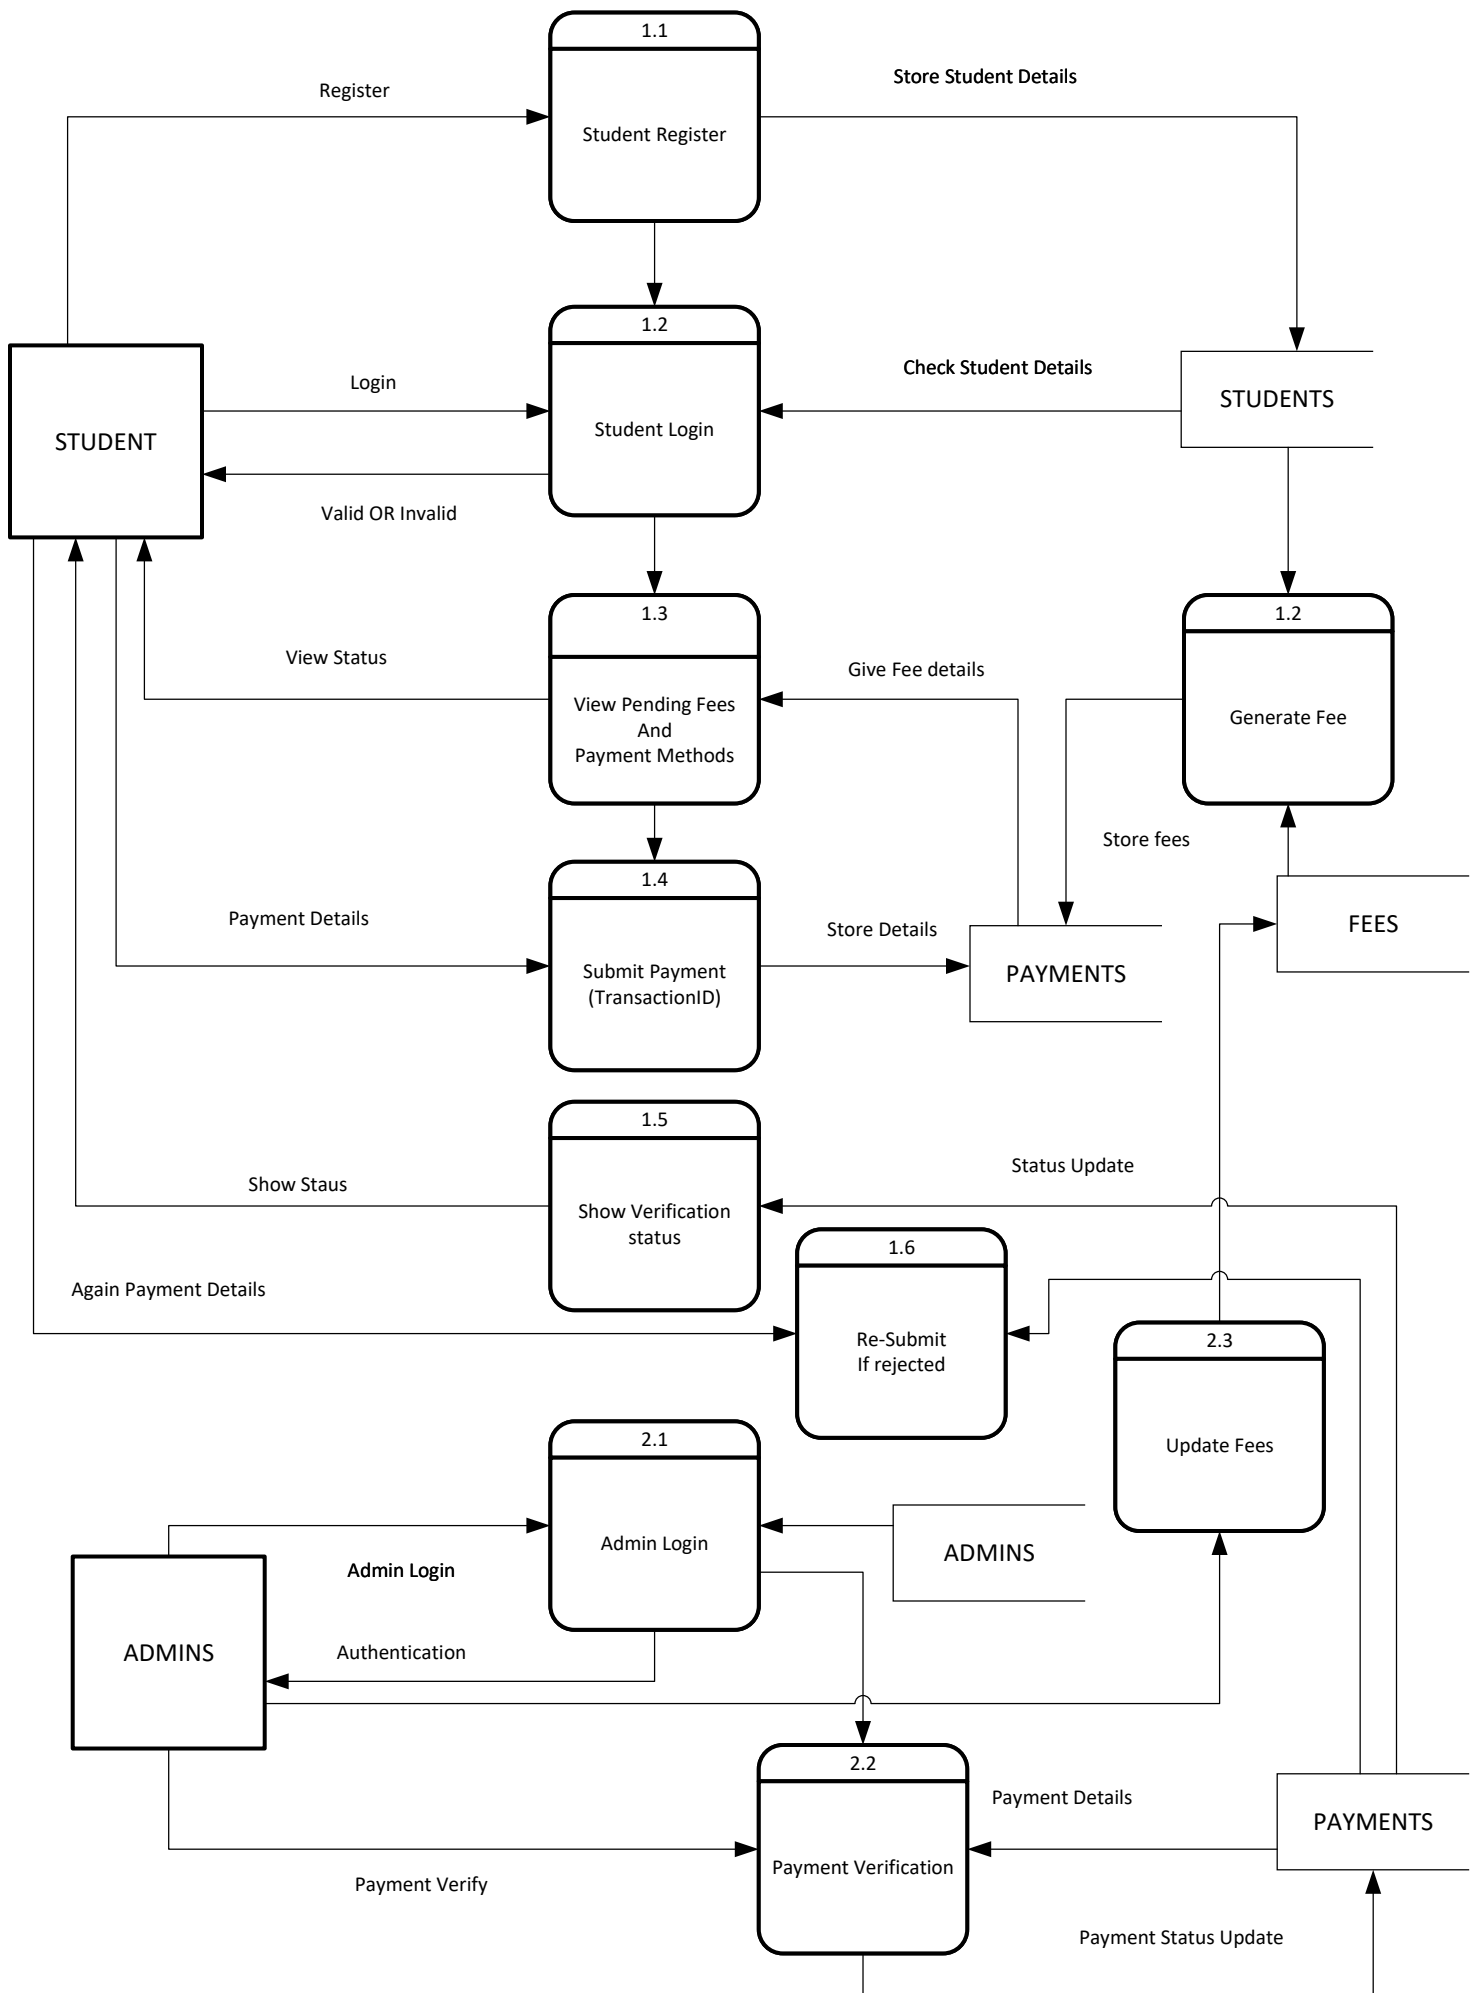 1.1
Student Register
Register
Store Student Details
1.2
Student Login
Login
Check Student Details
STUDENTS
STUDENT
Valid OR Invalid
1.3
View Pending Fees
And
Payment Methods
View Status
Give Fee details
1.2
Generate Fee
Store fees
1.4
Submit Payment
(TransactionID)
Payment Details
Store Details
PAYMENTS
FEES
1.5
Show Verification
status
Show Staus
Status Update
1.6
Re-Submit
If rejected
Again Payment Details
2.3
Update Fees
2.1
Admin Login
Admin Login
ADMINS
ADMINS
Authentication
2.2
Payment Verification
Payment Verify
Payment Details
PAYMENTS
Payment Status Update